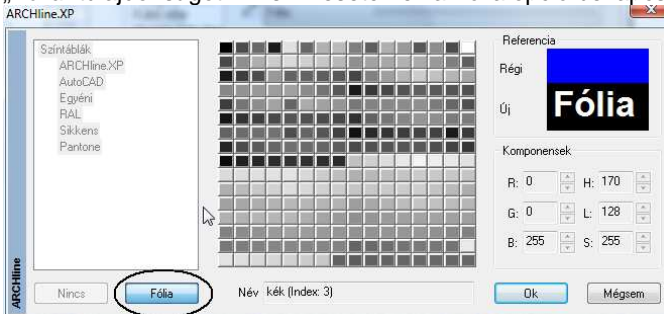 ARCHline.XP
Színtáblák
ARCHline.XP
AutoCAD
Egyéni
RAL
Sikkens
Pantone
Referencia
Régi
Új
Fólia
Komponensek
R: 0 H: 170
G: 0 L: 128
B: 255 S: 255
ARCHline
Nincs Fólia Név kék (Index: 3) Ok Mégsem